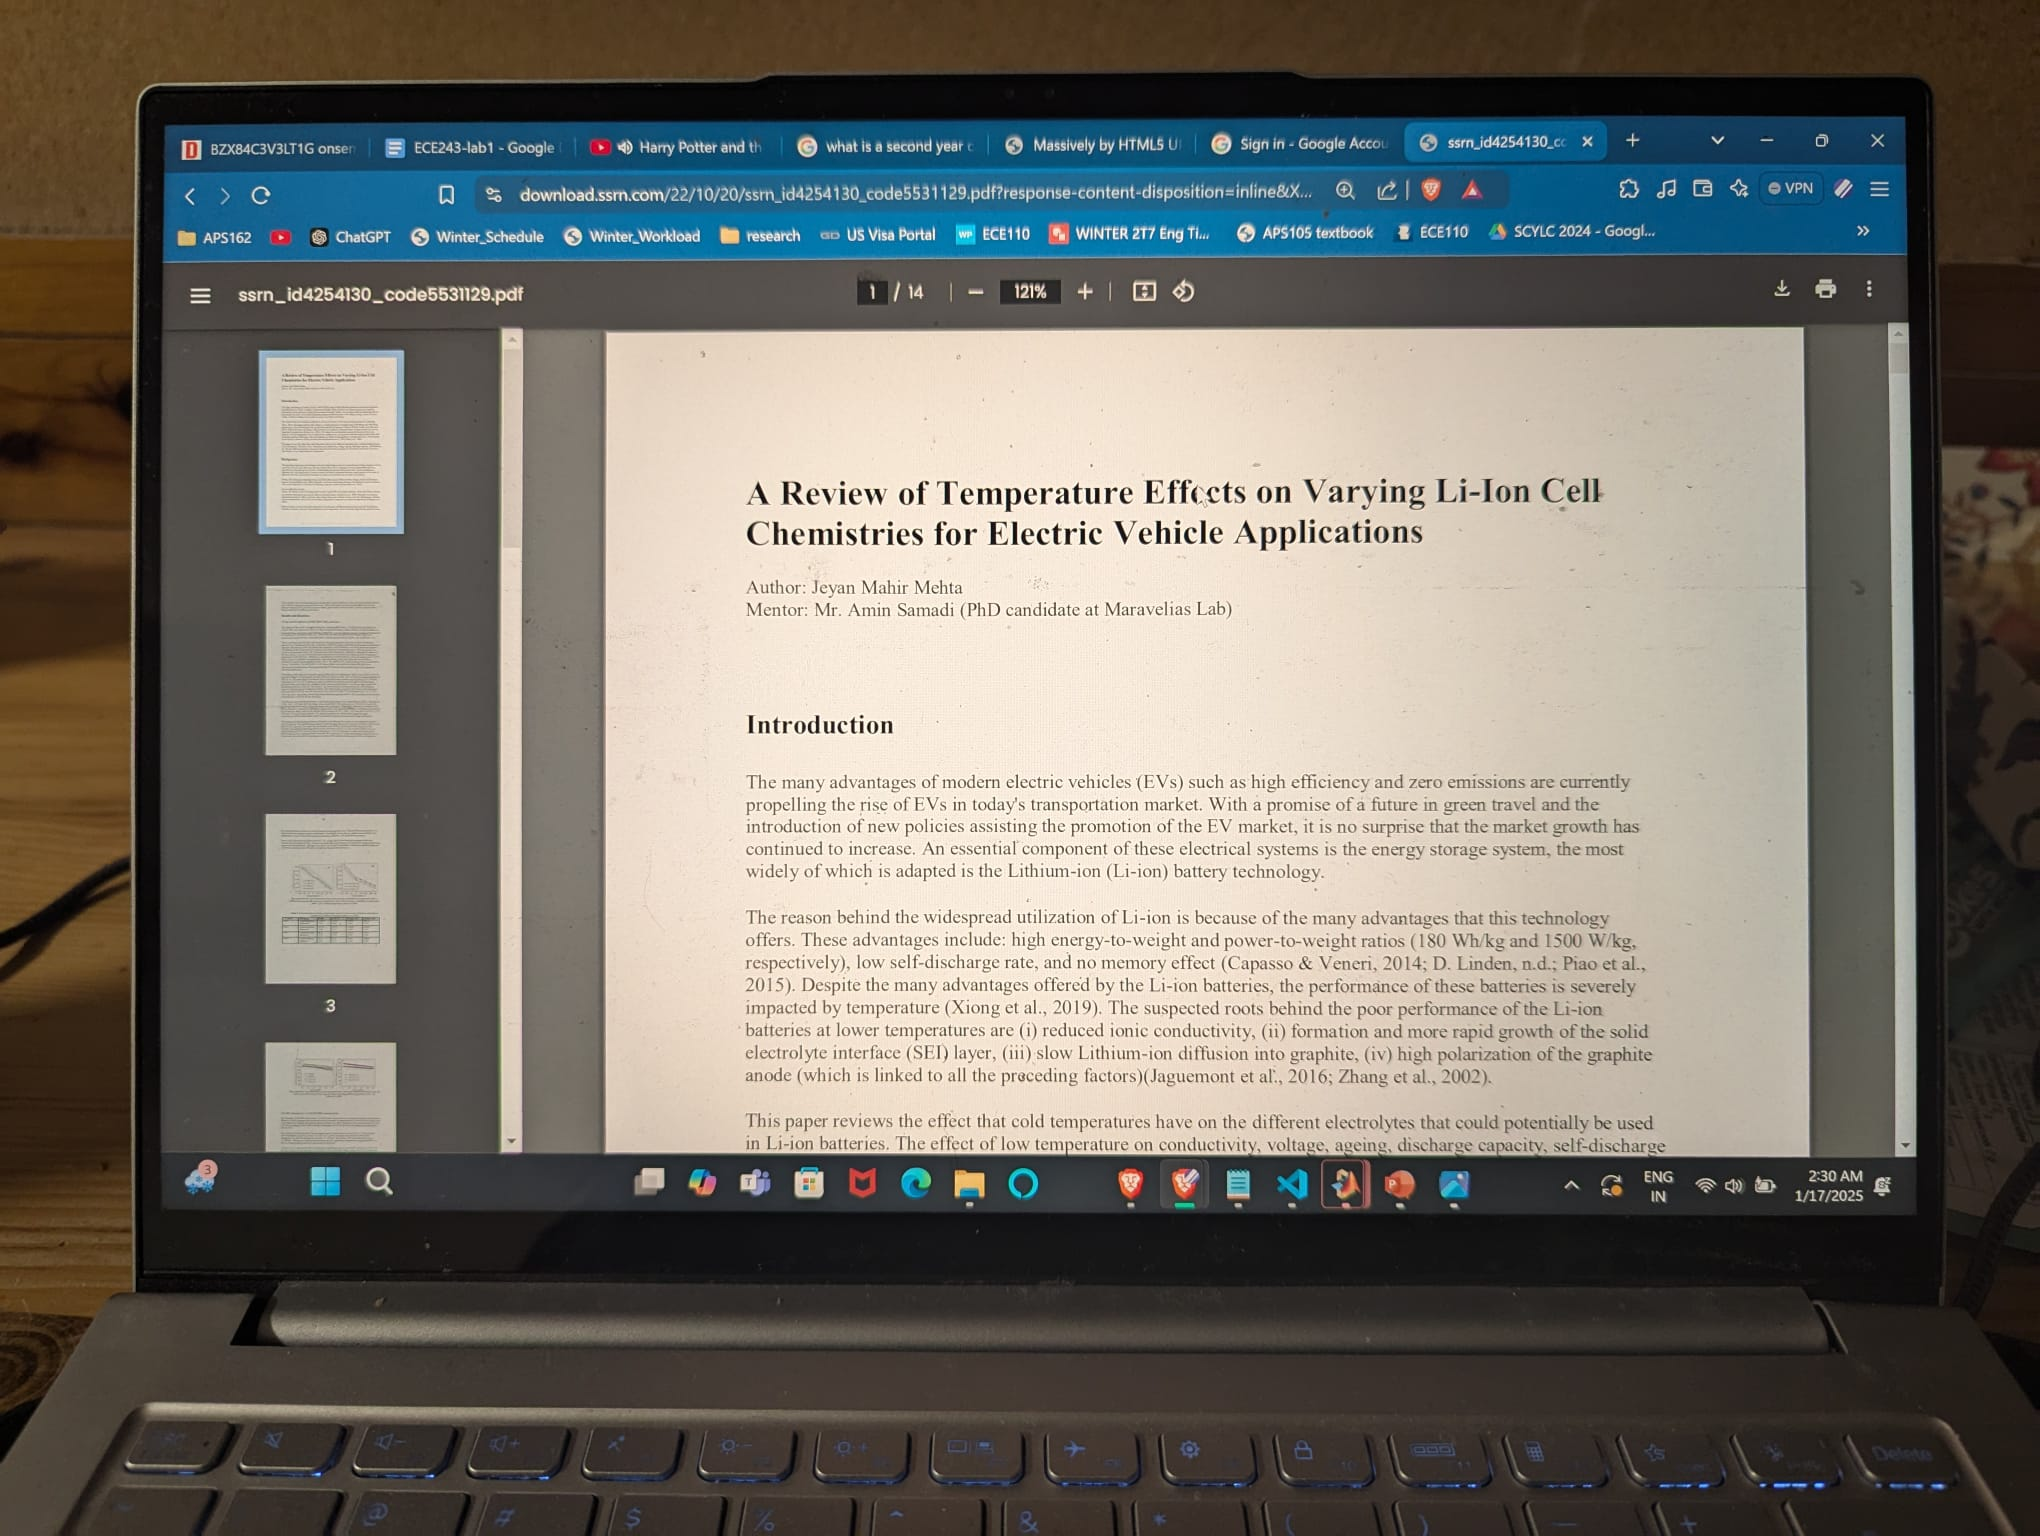 BZX84C3V3LT1G onsen
ECE243-lab1 - Google
Harry Potter and th
what is a second year c
Massively by HTML5 U
Sign in - Google Accou
ssrn_id4254130_cc
download.ssrn.com/22/10/20/ssrn_id4254130_code5531129.pdf?response-content-disposition=inline&X...
VPN
APS162
ChatGPT
Winter_Schedule
Winter_Workload
research
GD US Visa Portal
WP ECE110
WINTER 2T7 Eng Ti...
APS105 textbook
ECE110
SCYLC 2024 - Googl...
ssrn_id4254130_code5531129.pdf
1 / 14
121%
1
2
3
A Review of Temperature Effects on Varying Li-Ion Cell
Chemistries for Electric Vehicle Applications
Author: Jeyan Mahir Mehta
Mentor: Mr. Amin Samadi (PhD candidate at Maravelias Lab)
Introduction
The many advantages of modern electric vehicles (EVs) such as high efficiency and zero emissions are currently
propelling the rise of EVs in today's transportation market. With a promise of a future in green travel and the
introduction of new policies assisting the promotion of the EV market, it is no surprise that the market growth has
continued to increase. An essential component of these electrical systems is the energy storage system, the most
widely of which is adapted is the Lithium-ion (Li-ion) battery technology.
The reason behind the widespread utilization of Li-ion is because of the many advantages that this technology
offers. These advantages include: high energy-to-weight and power-to-weight ratios (180 Wh/kg and 1500 W/kg,
respectively), low self-discharge rate, and no memory effect (Capasso & Veneri, 2014; D. Linden, n.d.; Piao et al.,
2015). Despite the many advantages offered by the Li-ion batteries, the performance of these batteries is severely
impacted by temperature (Xiong et al., 2019). The suspected roots behind the poor performance of the Li-ion
batteries at lower temperatures are (i) reduced ionic conductivity, (ii) formation and more rapid growth of the solid
electrolyte interface (SEI) layer, (iii) slow Lithium-ion diffusion into graphite, (iv) high polarization of the graphite
anode (which is linked to all the preceding factors)(Jaguemont et al., 2016; Zhang et al., 2002).
This paper reviews the effect that cold temperatures have on the different electrolytes that could potentially be used
in Li-ion batteries. The effect of low temperature on conductivity, voltage, ageing, discharge capacity, self-discharge
3
ENG
IN
2:30 AM
1/17/2025
Delete
@ # $ % ^ & * ( ) — +